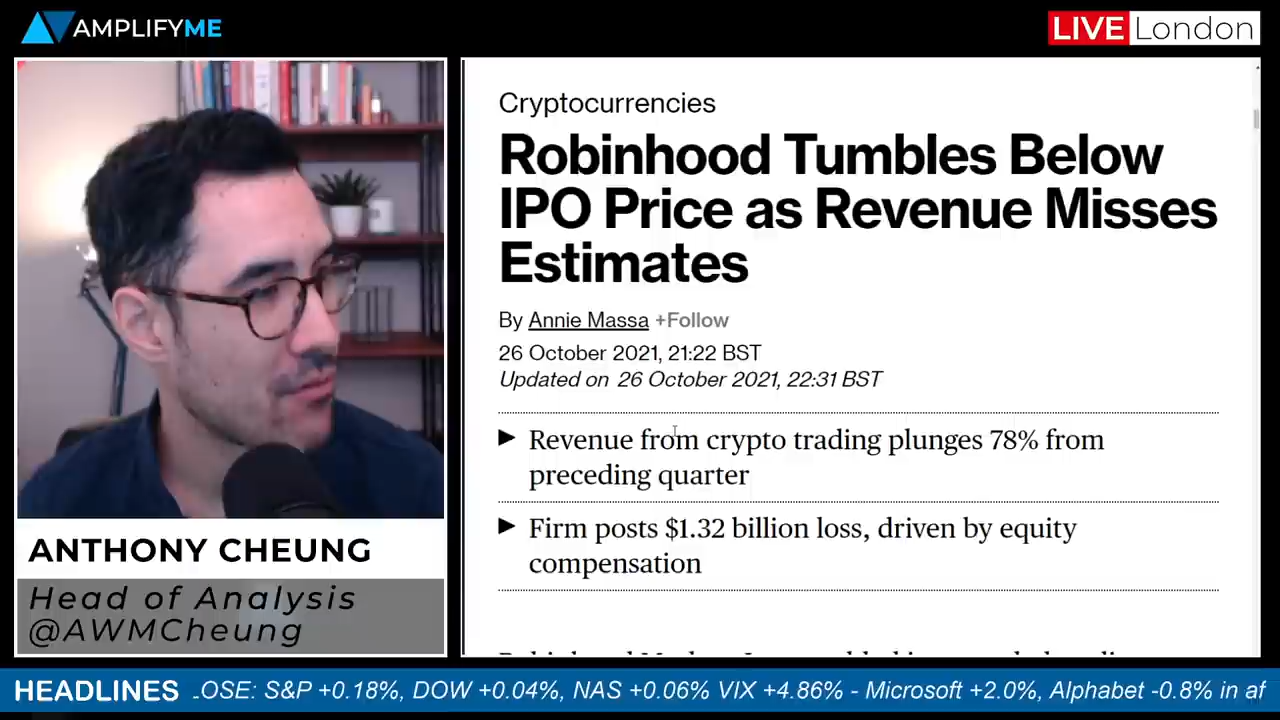 AMPLIFYME
LIVE London
Cryptocurrencies
Robinhood Tumbles Below
IPO Price as Revenue Misses
Estimates
By Annie Massa +Follow
26 October 2021, 21:22 BST
Updated on 26 October 2021, 22:31 BST
Revenue from crypto trading plunges 78% from
preceding quarter
Firm posts $1.32 billion loss, driven by equity
compensation
ANTHONY CHEUNG
Head of Analysis
@AWMCheung
HEADLINES OSE: S&P +0.18%, DOW +0.04%, NAS +0.06% VIX +4.86% - Microsoft +2.0%, Alphabet -0.8% in af